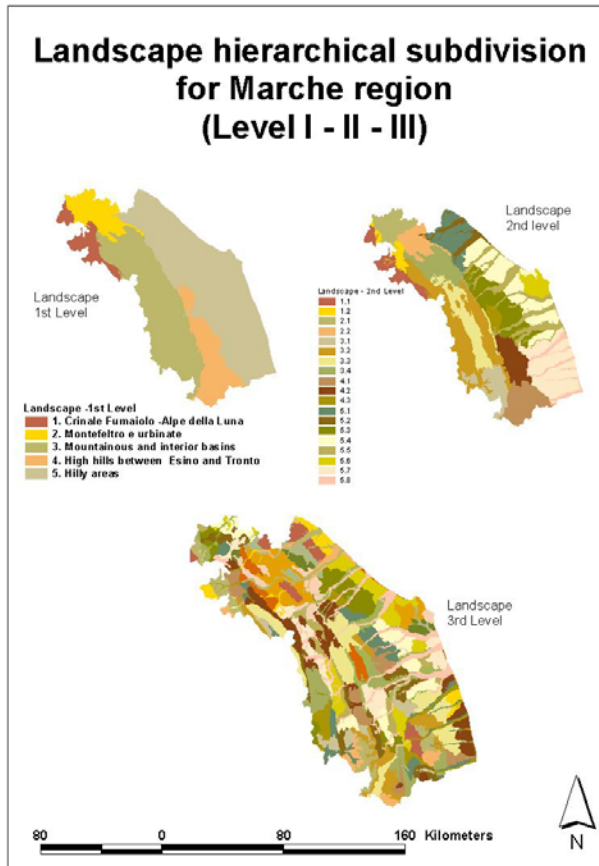 Landscape hierarchical subdivision
for Marche region
(Level I - II - III)
Landscape
1st Level
Landscape -1st Level
1. Crinale Fumaiolo -Alpe della Luna
2. Montefeltro e urbinate
3. Mountainous and interior basins
4. High hills between Esino and Tronto
5. Hilly areas
Landscape
2nd level
Landscape - 2nd Level
1.1
1.2
2.1
2.2
3.1
3.2
3.3
3.4
4.1
4.2
4.3
5.1
5.2
5.3
5.4
5.5
5.6
5.7
5.8
Landscape
3rd Level
80 0 80 160 Kilometers
N